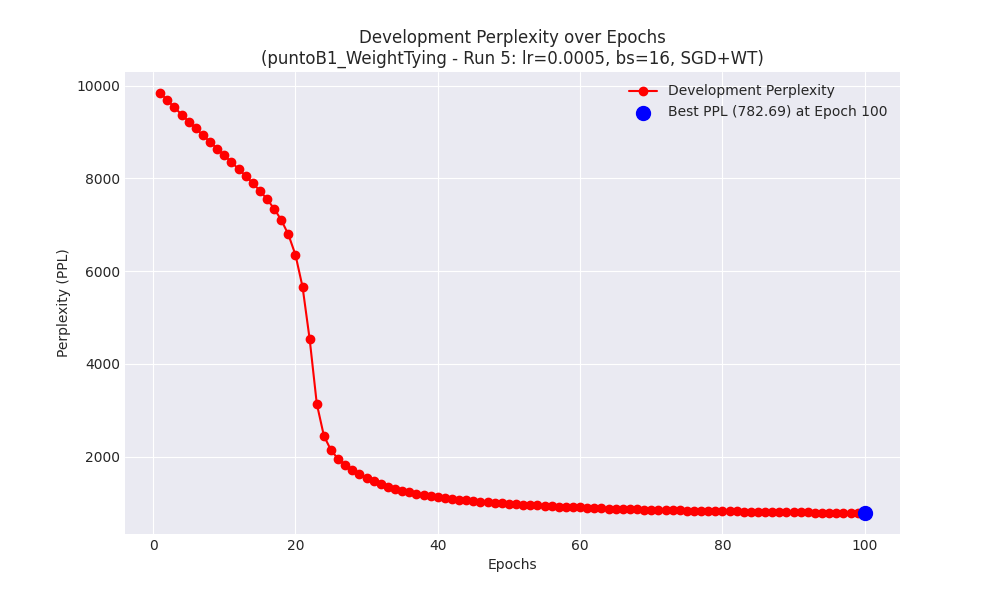 Development Perplexity over Epochs
(puntoB1_WeightTying - Run 5: lr=0.0005, bs=16, SGD+WT)
Development Perplexity
Best PPL (782.69) at Epoch 100
Perplexity (PPL)
10000
8000
6000
4000
2000
0 20 40 60 80 100
Epochs